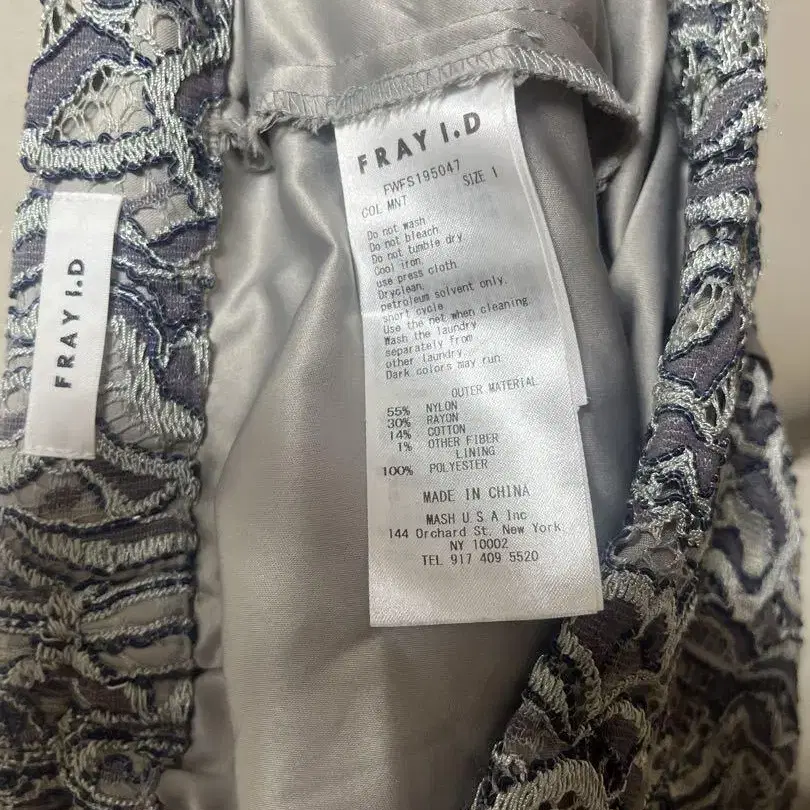 FRAY I.D
FRAY I.D
FWFS195047
COL MNT SIZE 1
Do not wash
Do not bleach
Do not tumble dry
Cool iron
use press cloth
Dryclean,
petroleum solvent only.
short cycle
Use the net when cleaning.
Wash the laundry
separately from
other laundry
Dark colors may run
OUTER MATERIAL
55% NYLON
30% RAYON
14% COTTON
1% OTHER FIBER
LINING
100% POLYESTER
MADE IN CHINA
MASH U.S.A Inc
144 Orchard St. New York
NY 10002
TEL 917 409 5520